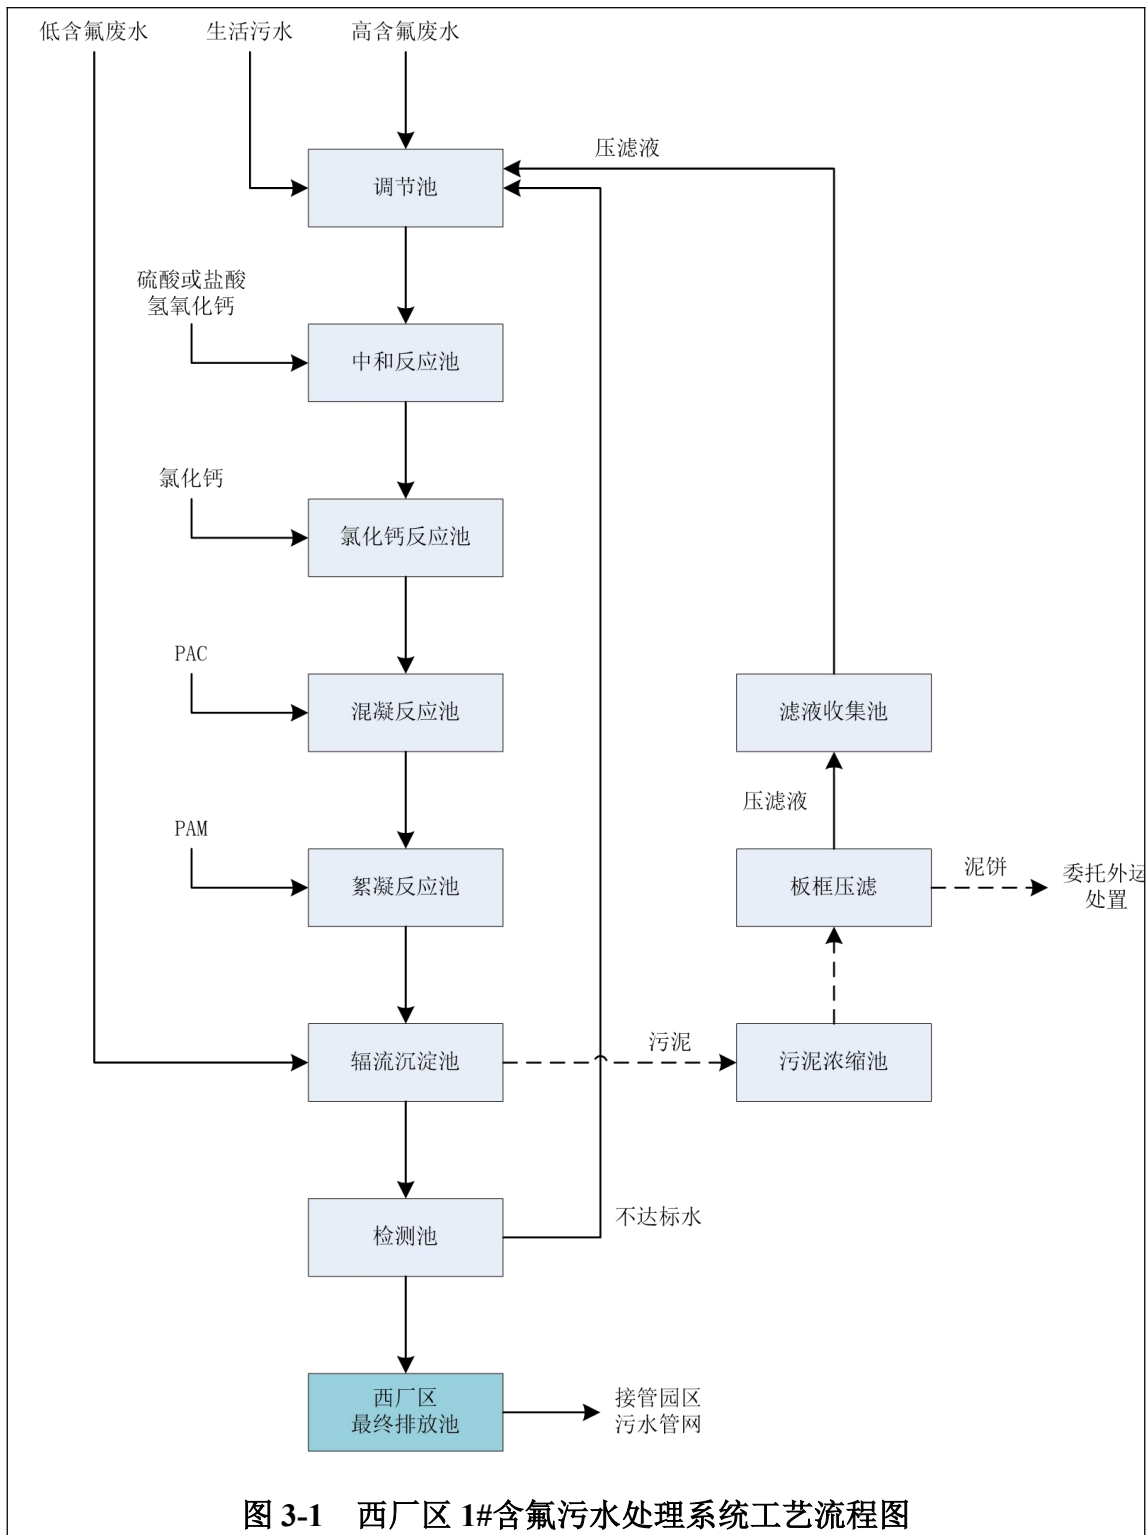 低含氟废水
生活污水
高含氟废水
压滤液
调节池
硫酸或盐酸
氢氧化钙
中和反应池
氯化钙
氯化钙反应池
PAC
混凝反应池
滤液收集池
压滤液
PAM
絮凝反应池
板框压滤
泥饼
委托外运
处置
辐流沉淀池
污泥
污泥浓缩池
检测池
不达标水
西厂区
最终排放池
接管园区
污水管网
图 3-1 西厂区 1#含氟污水处理系统工艺流程图